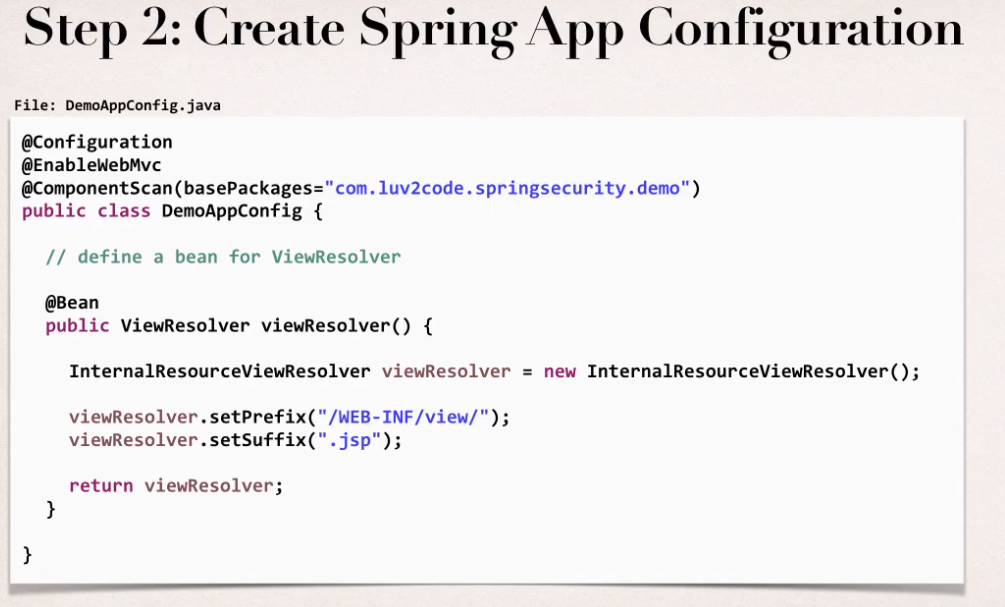 Step 2: Create Spring App Configuration
File: DemoAppConfig.java
@Configuration
@EnableWebMvc
@ComponentScan(basePackages="com.luv2code.springsecurity.demo")
public class DemoAppConfig {
// define a bean for ViewResolver
@Bean
public ViewResolver viewResolver() {
InternalResourceViewResolver viewResolver = new InternalResourceViewResolver();
viewResolver.setPrefix("/WEB-INF/view/");
viewResolver.setSuffix(".jsp");
return viewResolver;
}
}